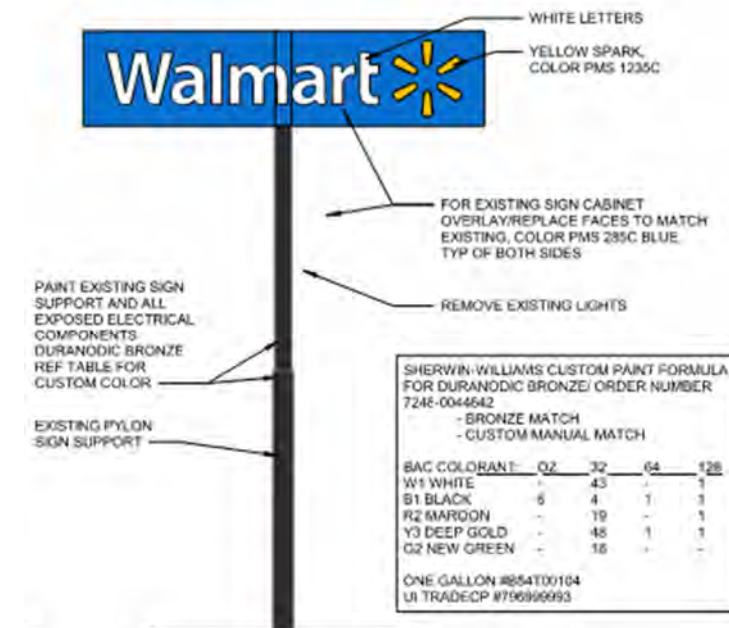 WHITE LETTERS
YELLOW SPARK,
COLOR PMS 1235C
Walmart
FOR EXISTING SIGN CABINET
OVERLAY/REPLACE FACES TO MATCH
EXISTING, COLOR PMS 285C BLUE,
TYP OF BOTH SIDES
REMOVE EXISTING LIGHTS
PAINT EXISTING SIGN
SUPPORT AND ALL
EXPOSED ELECTRICAL
COMPONENTS
DURANODIC BRONZE
REF TABLE FOR
CUSTOM COLOR
EXISTING PYLON
SIGN SUPPORT
SHERWIN-WILLIAMS CUSTOM PAINT FORMULA
FOR DURANODIC BRONZE/ ORDER NUMBER
7248-0044642
- BRONZE MATCH
- CUSTOM MANUAL MATCH
BAC COLORANT: OZ 32 64 128
W1 WHITE - 43 - 1
B1 BLACK 6 4 1 1
R2 MAROON - 19 - 1
Y3 DEEP GOLD - 48 1 1
G2 NEW GREEN - 18 - -
ONE GALLON #B54T00104
UI TRADECP #796999993